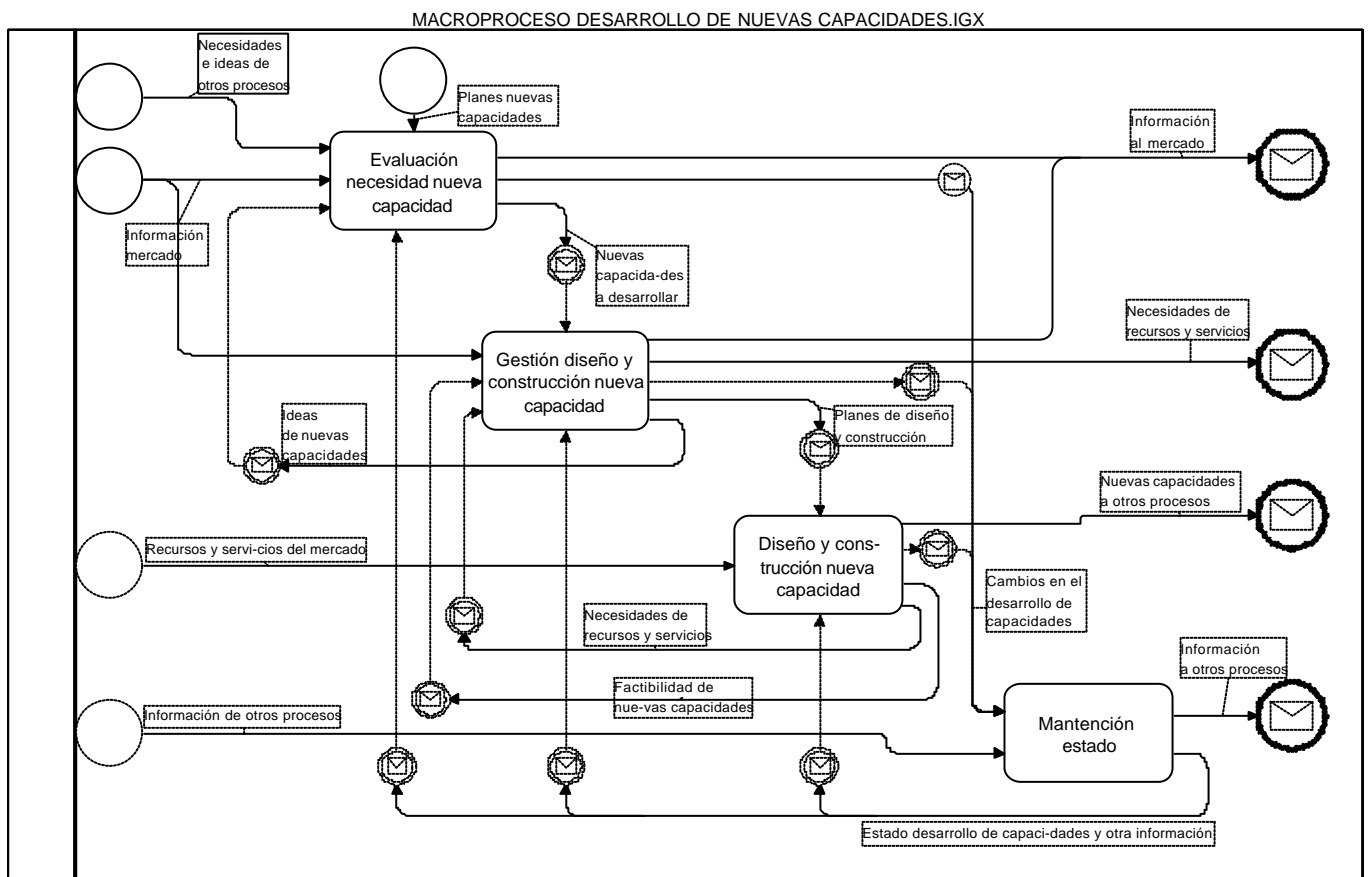 MACROPROCESO DESARROLLO DE NUEVAS CAPACIDADES.IGX
Necesidades
e ideas de
otros procesos
Planes nuevas
capacidades
Información
al mercado
Evaluación
necesidad nueva
capacidad
Información
mercado
Nuevas
capacida-des
a desarrollar
Necesidades de
recursos y servicios
Gestión diseño y
construcción nueva
capacidad
Ideas
de nuevas
capacidades
Planes de diseño
y construcción
Nuevas capacidades
a otros procesos
Recursos y servi-cios del mercado
Diseño y cons-
trucción nueva
capacidad
Cambios en el
desarrollo de
capacidades
Necesidades de
recursos y servicios
Información
a otros procesos
Factibilidad de
nue-vas capacidades
Información de otros procesos
Mantención
estado
Estado desarrollo de capaci-dades y otra información